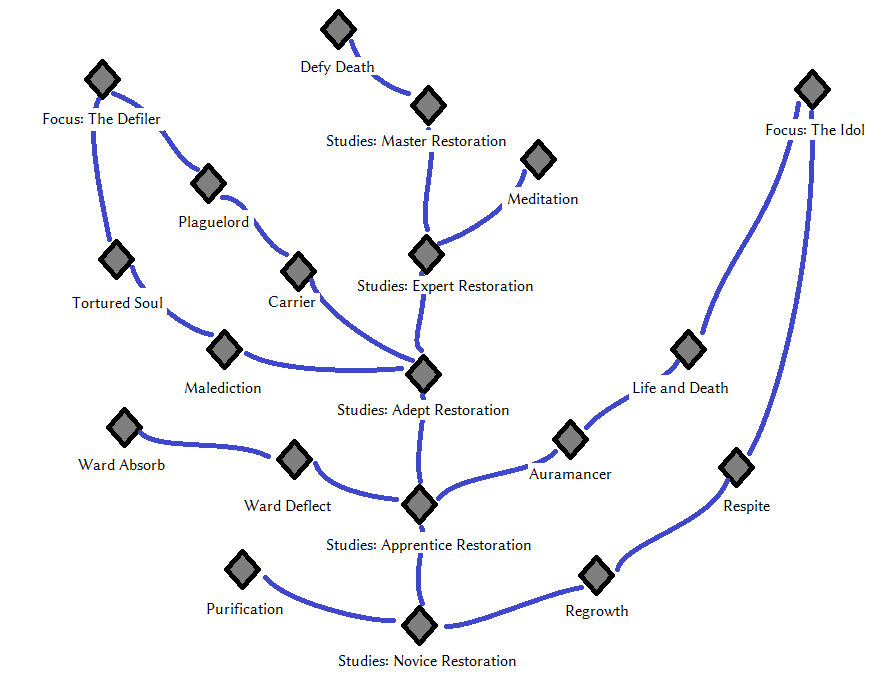 Defy Death
Focus: The Defiler
Focus: The Idol
Studies: Master Restoration
Meditation
Plaguelord
Studies: Expert Restoration
Tortured Soul
Carrier
Malediction
Life and Death
Studies: Adept Restoration
Ward Absorb
Auramancer
Ward Deflect
Respite
Studies: Apprentice Restoration
Purification
Regrowth
Studies: Novice Restoration